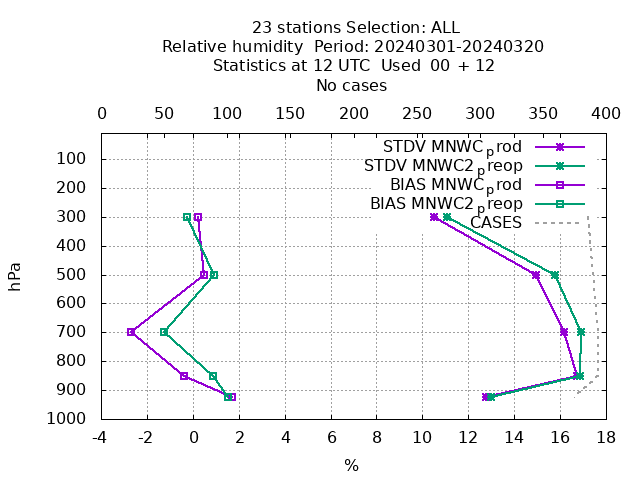 23 stations Selection: ALL
Relative humidity  Period: 20240301-20240320
Statistics at 12 UTC  Used  00 + 12
No cases
0 50 100 150 200 250 300 350 400
STDV MNWC_prod
STDV MNWC2_preop
BIAS MNWC_prod
BIAS MNWC2_preop
CASES
hPa
100
200
300
400
500
600
700
800
900
1000
-4 -2 0 2 4 6 8 10 12 14 16 18
%